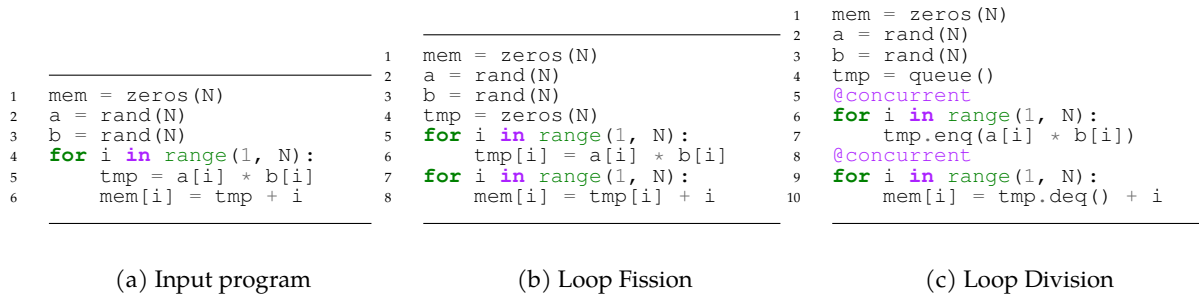 1 mem = zeros(N)
2 a = rand(N)
3 b = rand(N)
4 for i in range(1, N):
5     tmp = a[i] * b[i]
6     mem[i] = tmp + i
(a) Input program
1 mem = zeros(N)
2 a = rand(N)
3 b = rand(N)
4 tmp = zeros(N)
5 for i in range(1, N):
6     tmp[i] = a[i] * b[i]
7 for i in range(1, N):
8     mem[i] = tmp[i] + i
(b) Loop Fission
1 mem = zeros(N)
2 a = rand(N)
3 b = rand(N)
4 tmp = queue()
5 @concurrent
6 for i in range(1, N):
7     tmp.enq(a[i] * b[i])
8 @concurrent
9 for i in range(1, N):
10     mem[i] = tmp.deq() + i
(c) Loop Division